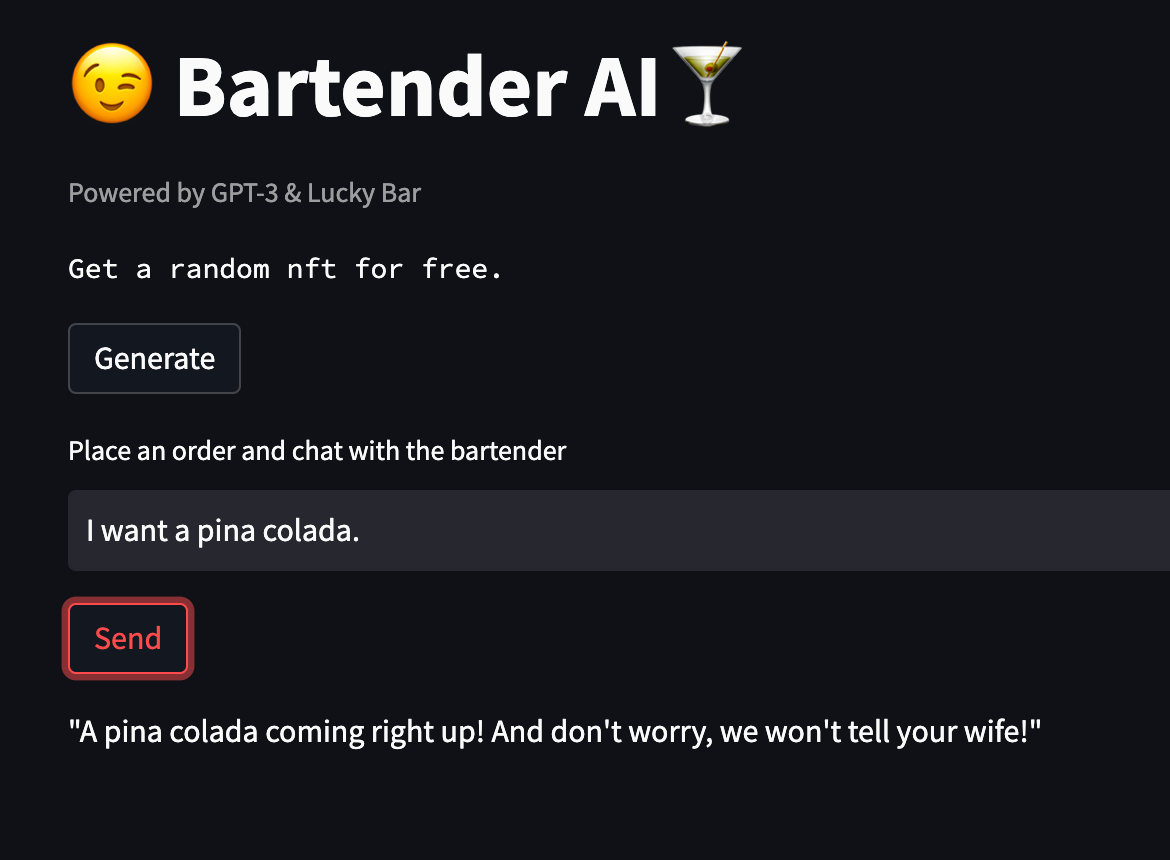 😉 Bartender AI🍸
Powered by GPT-3 & Lucky Bar
Get a random nft for free.
Generate
Place an order and chat with the bartender
I want a pina colada.
Send
"A pina colada coming right up! And don't worry, we won't tell your wife!"